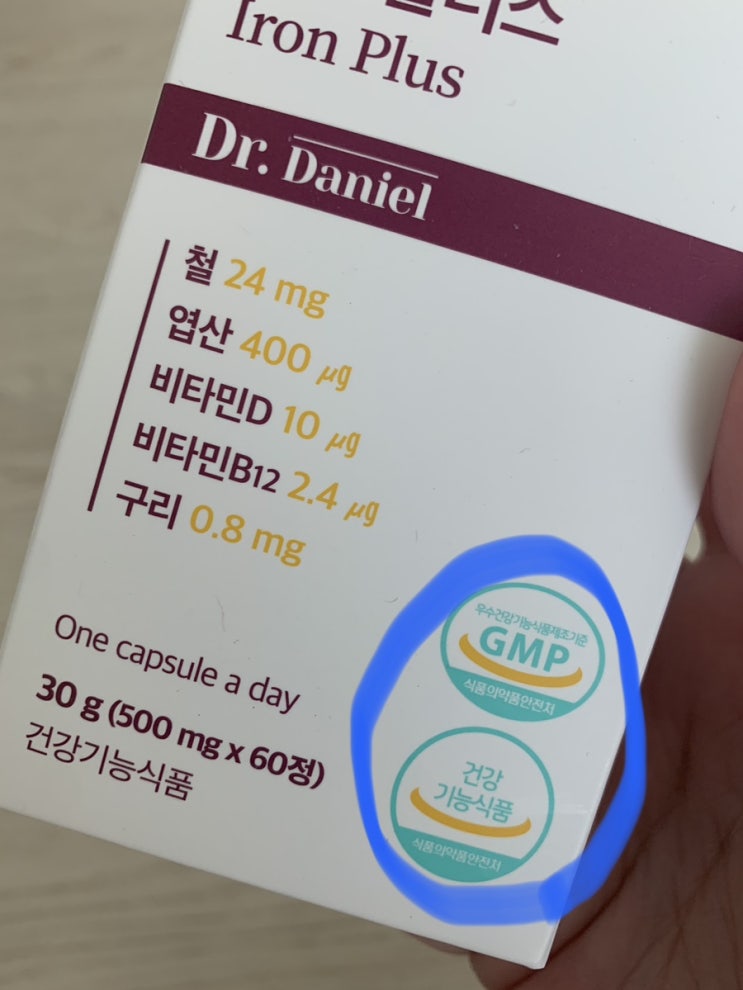 Iron Plus
Dr. Daniel
철 24 mg
엽산 400 ㎍
비타민D 10 ㎍
비타민B12 2.4 ㎍
구리 0.8 mg
One capsule a day
30 g (500 mg x 60정)
건강기능식품
우수건강기능식품제조기준
GMP
식품의약품안전처
건강
기능식품
식품의약품안전처